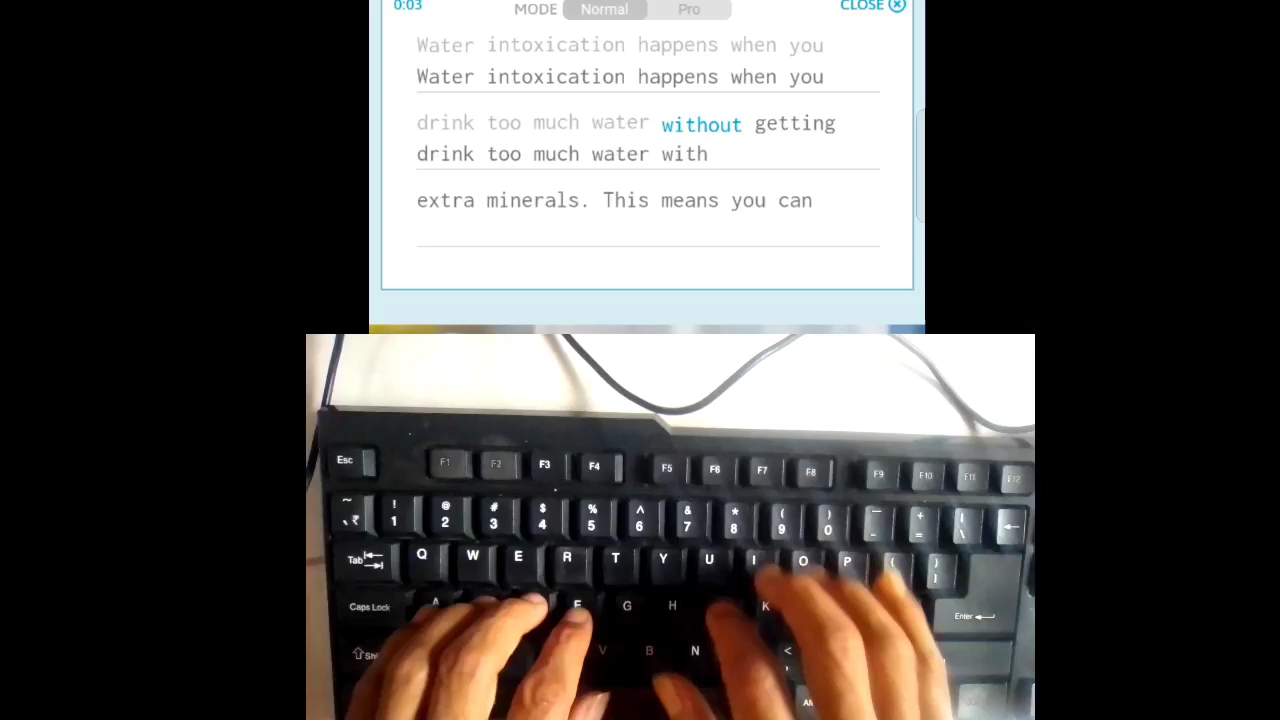 0:03 MODE Normal Pro CLOSE
Water intoxication happens when you
Water intoxication happens when you
drink too much water without getting
drink too much water with
extra minerals. This means you can
Esc F1 F2 F3 F4 F5 F6 F7 F8 F9 F10 F11 F12
~ ! @ # $ % ^ & * ( ) — + |
` ₹ 1 2 3 4 5 6 7 8 9 0 - = \ ←
Tab Q W E R T Y U I O P { }
]
Caps Lock A F G H K Enter
Shi V B N <
,